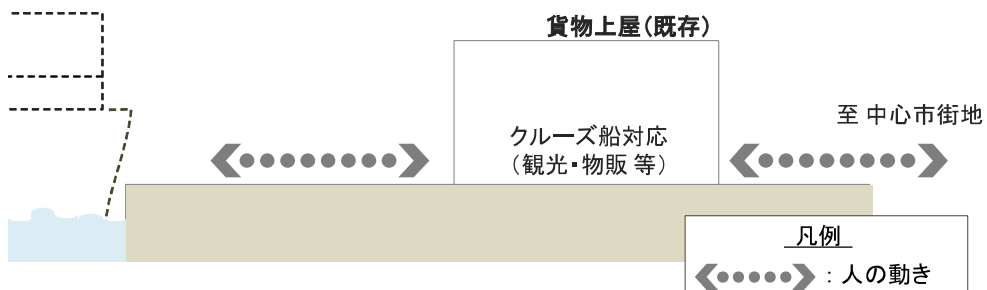 貨物上屋(既存)
至 中心市街地
クルーズ船対応
(観光・物販 等)
凡例
：人の動き